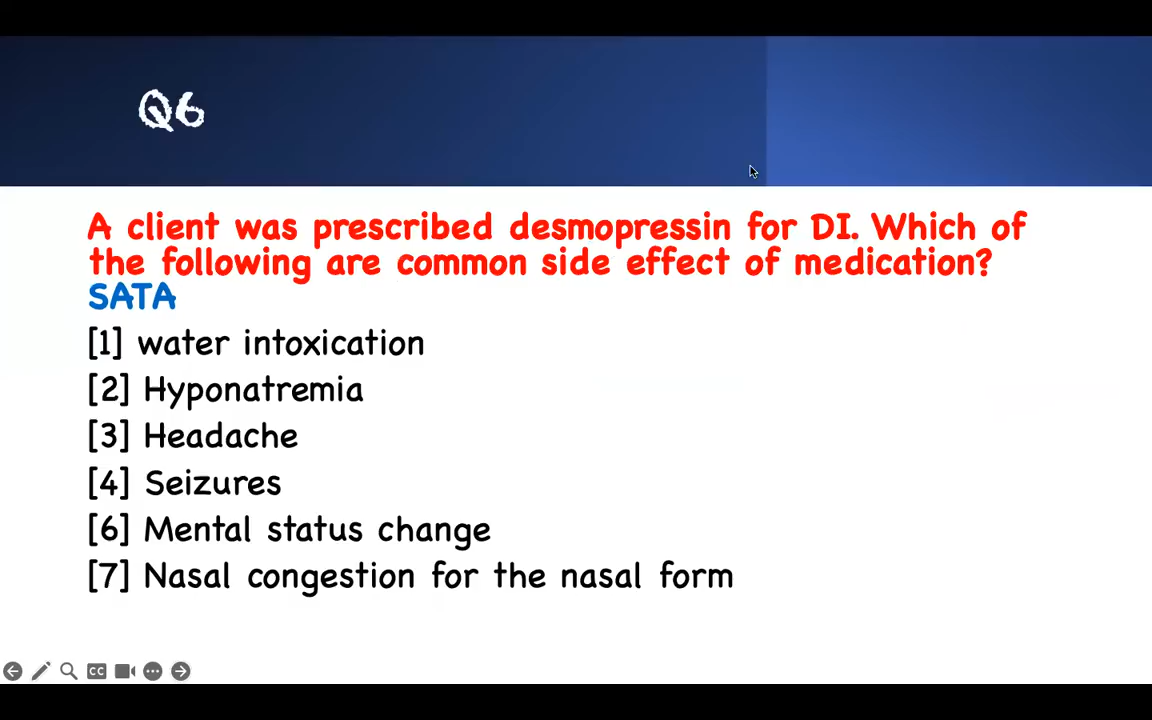 Q6
A client was prescribed desmopressin for DI. Which of
the following are common side effect of medication?
SATA
[1] water intoxication
[2] Hyponatremia
[3] Headache
[4] Seizures
[6] Mental status change
[7] Nasal congestion for the nasal form
CC